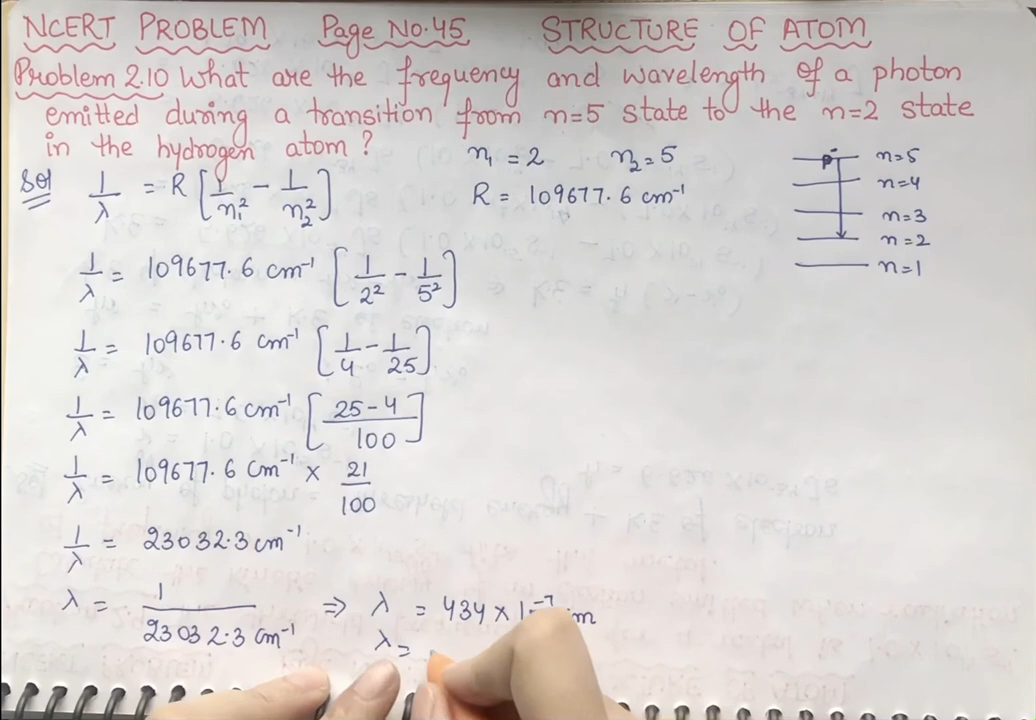 NCERT PROBLEM Page No.45 STRUCTURE OF ATOM
Problem 2.10 What are the frequency and wavelength of a photon
emitted during a transition from n=5 state to the n=2 state
in the hydrogen atom?
n₁ = 2 n₂ = 5
Sol 1/λ = R [1/n₁² - 1/n₂²]
R = 109677.6 cm⁻¹
n=5
n=4
n=3
n=2
n=1
1/λ = 109677.6 cm⁻¹ [1/2² - 1/5²]
1/λ = 109677.6 cm⁻¹ [1/4 - 1/25]
1/λ = 109677.6 cm⁻¹ [25-4/100]
1/λ = 109677.6 cm⁻¹ × 21/100
1/λ = 23032.3 cm⁻¹
λ = 1/23032.3 cm⁻¹ ⇒ λ = 434 ×
λ =